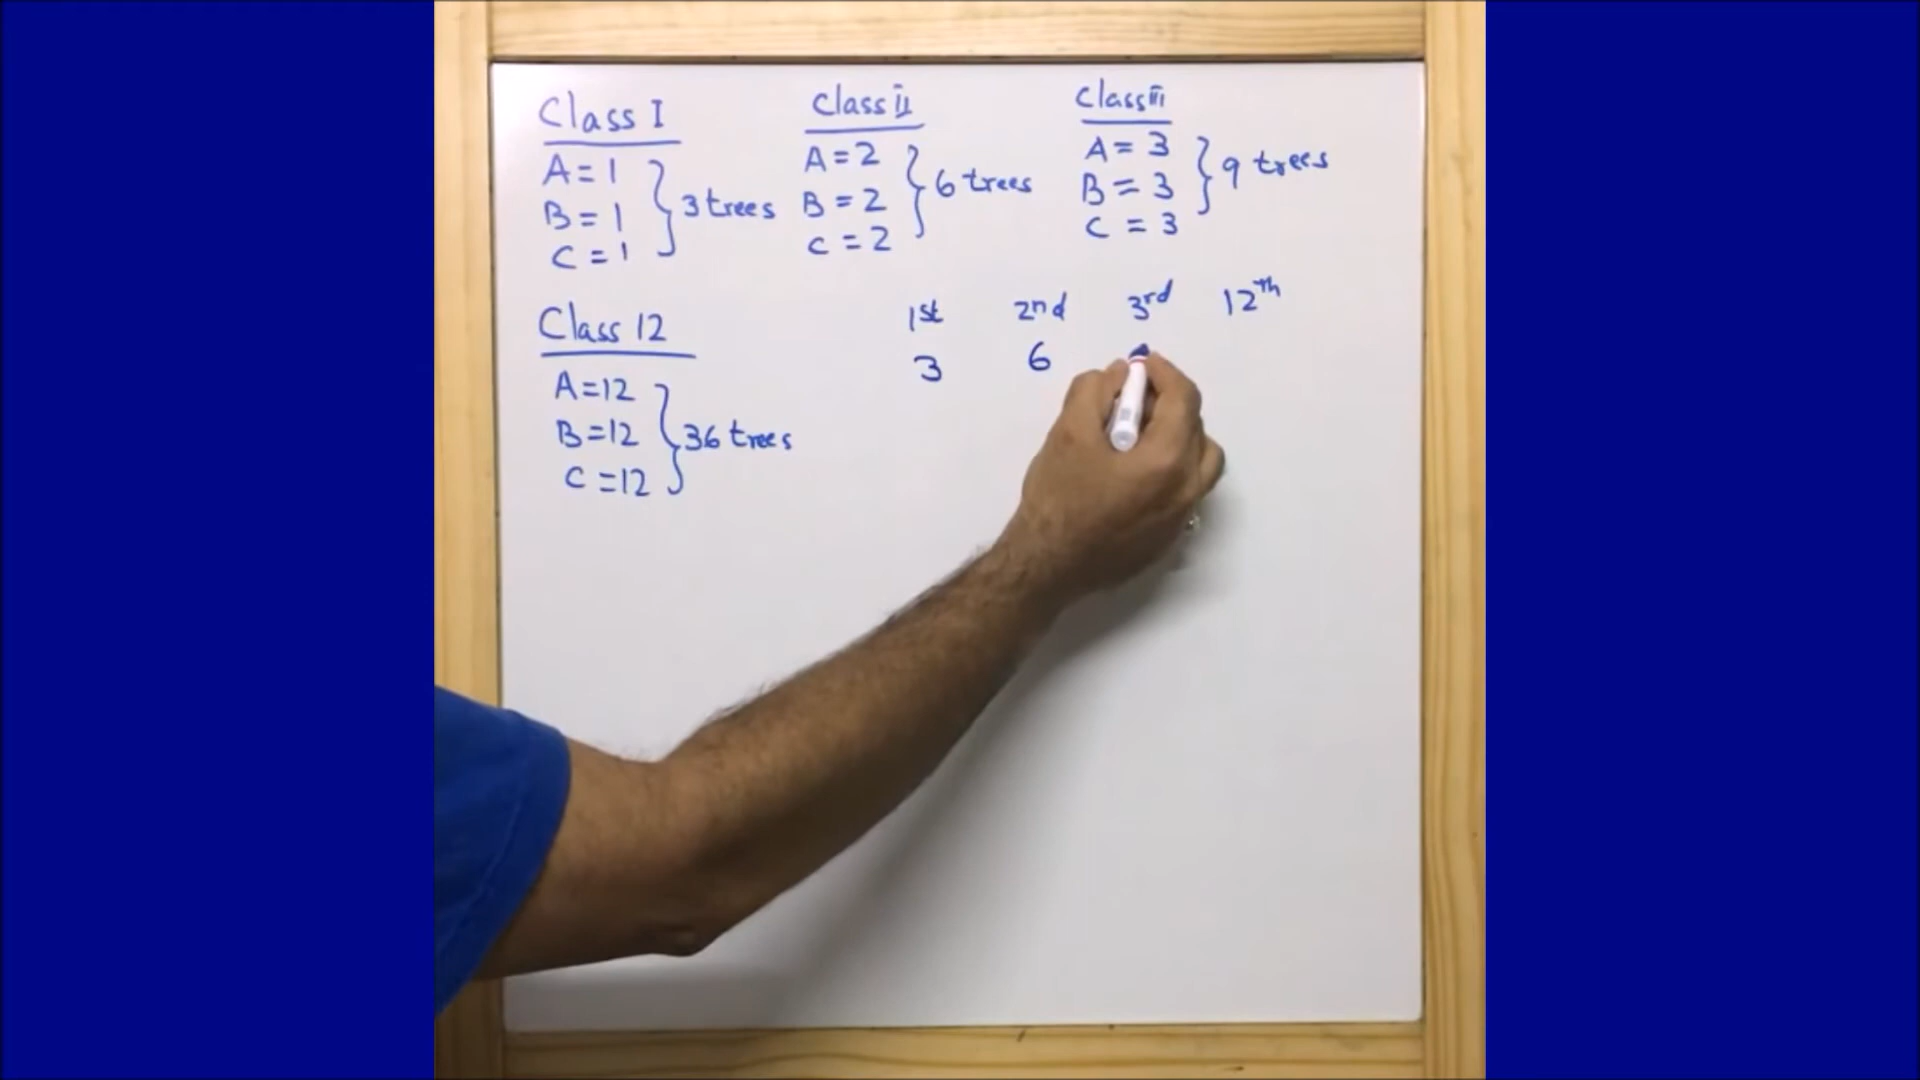 Class I
A = 1
B = 1
C = 1
3 trees
Class II
A = 2
B = 2
C = 2
6 trees
Class III
A = 3
B = 3
C = 3
9 trees
Class 12
A = 12
B = 12
C = 12
36 trees
1st 2nd 3rd 12th
3 6